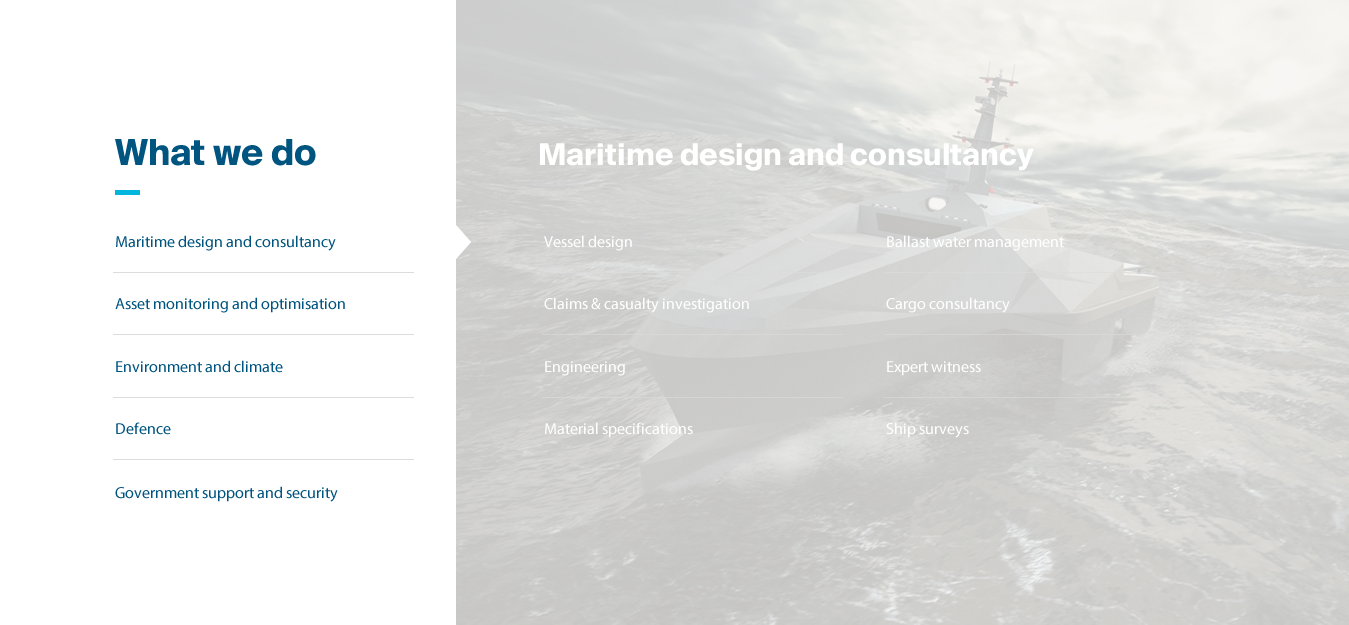 What we do
Maritime design and consultancy
Asset monitoring and optimisation
Environment and climate
Defence
Government support and security
Maritime design and consultancy
Vessel design
Ballast water management
Claims & casualty investigation
Cargo consultancy
Engineering
Expert witness
Material specifications
Ship surveys